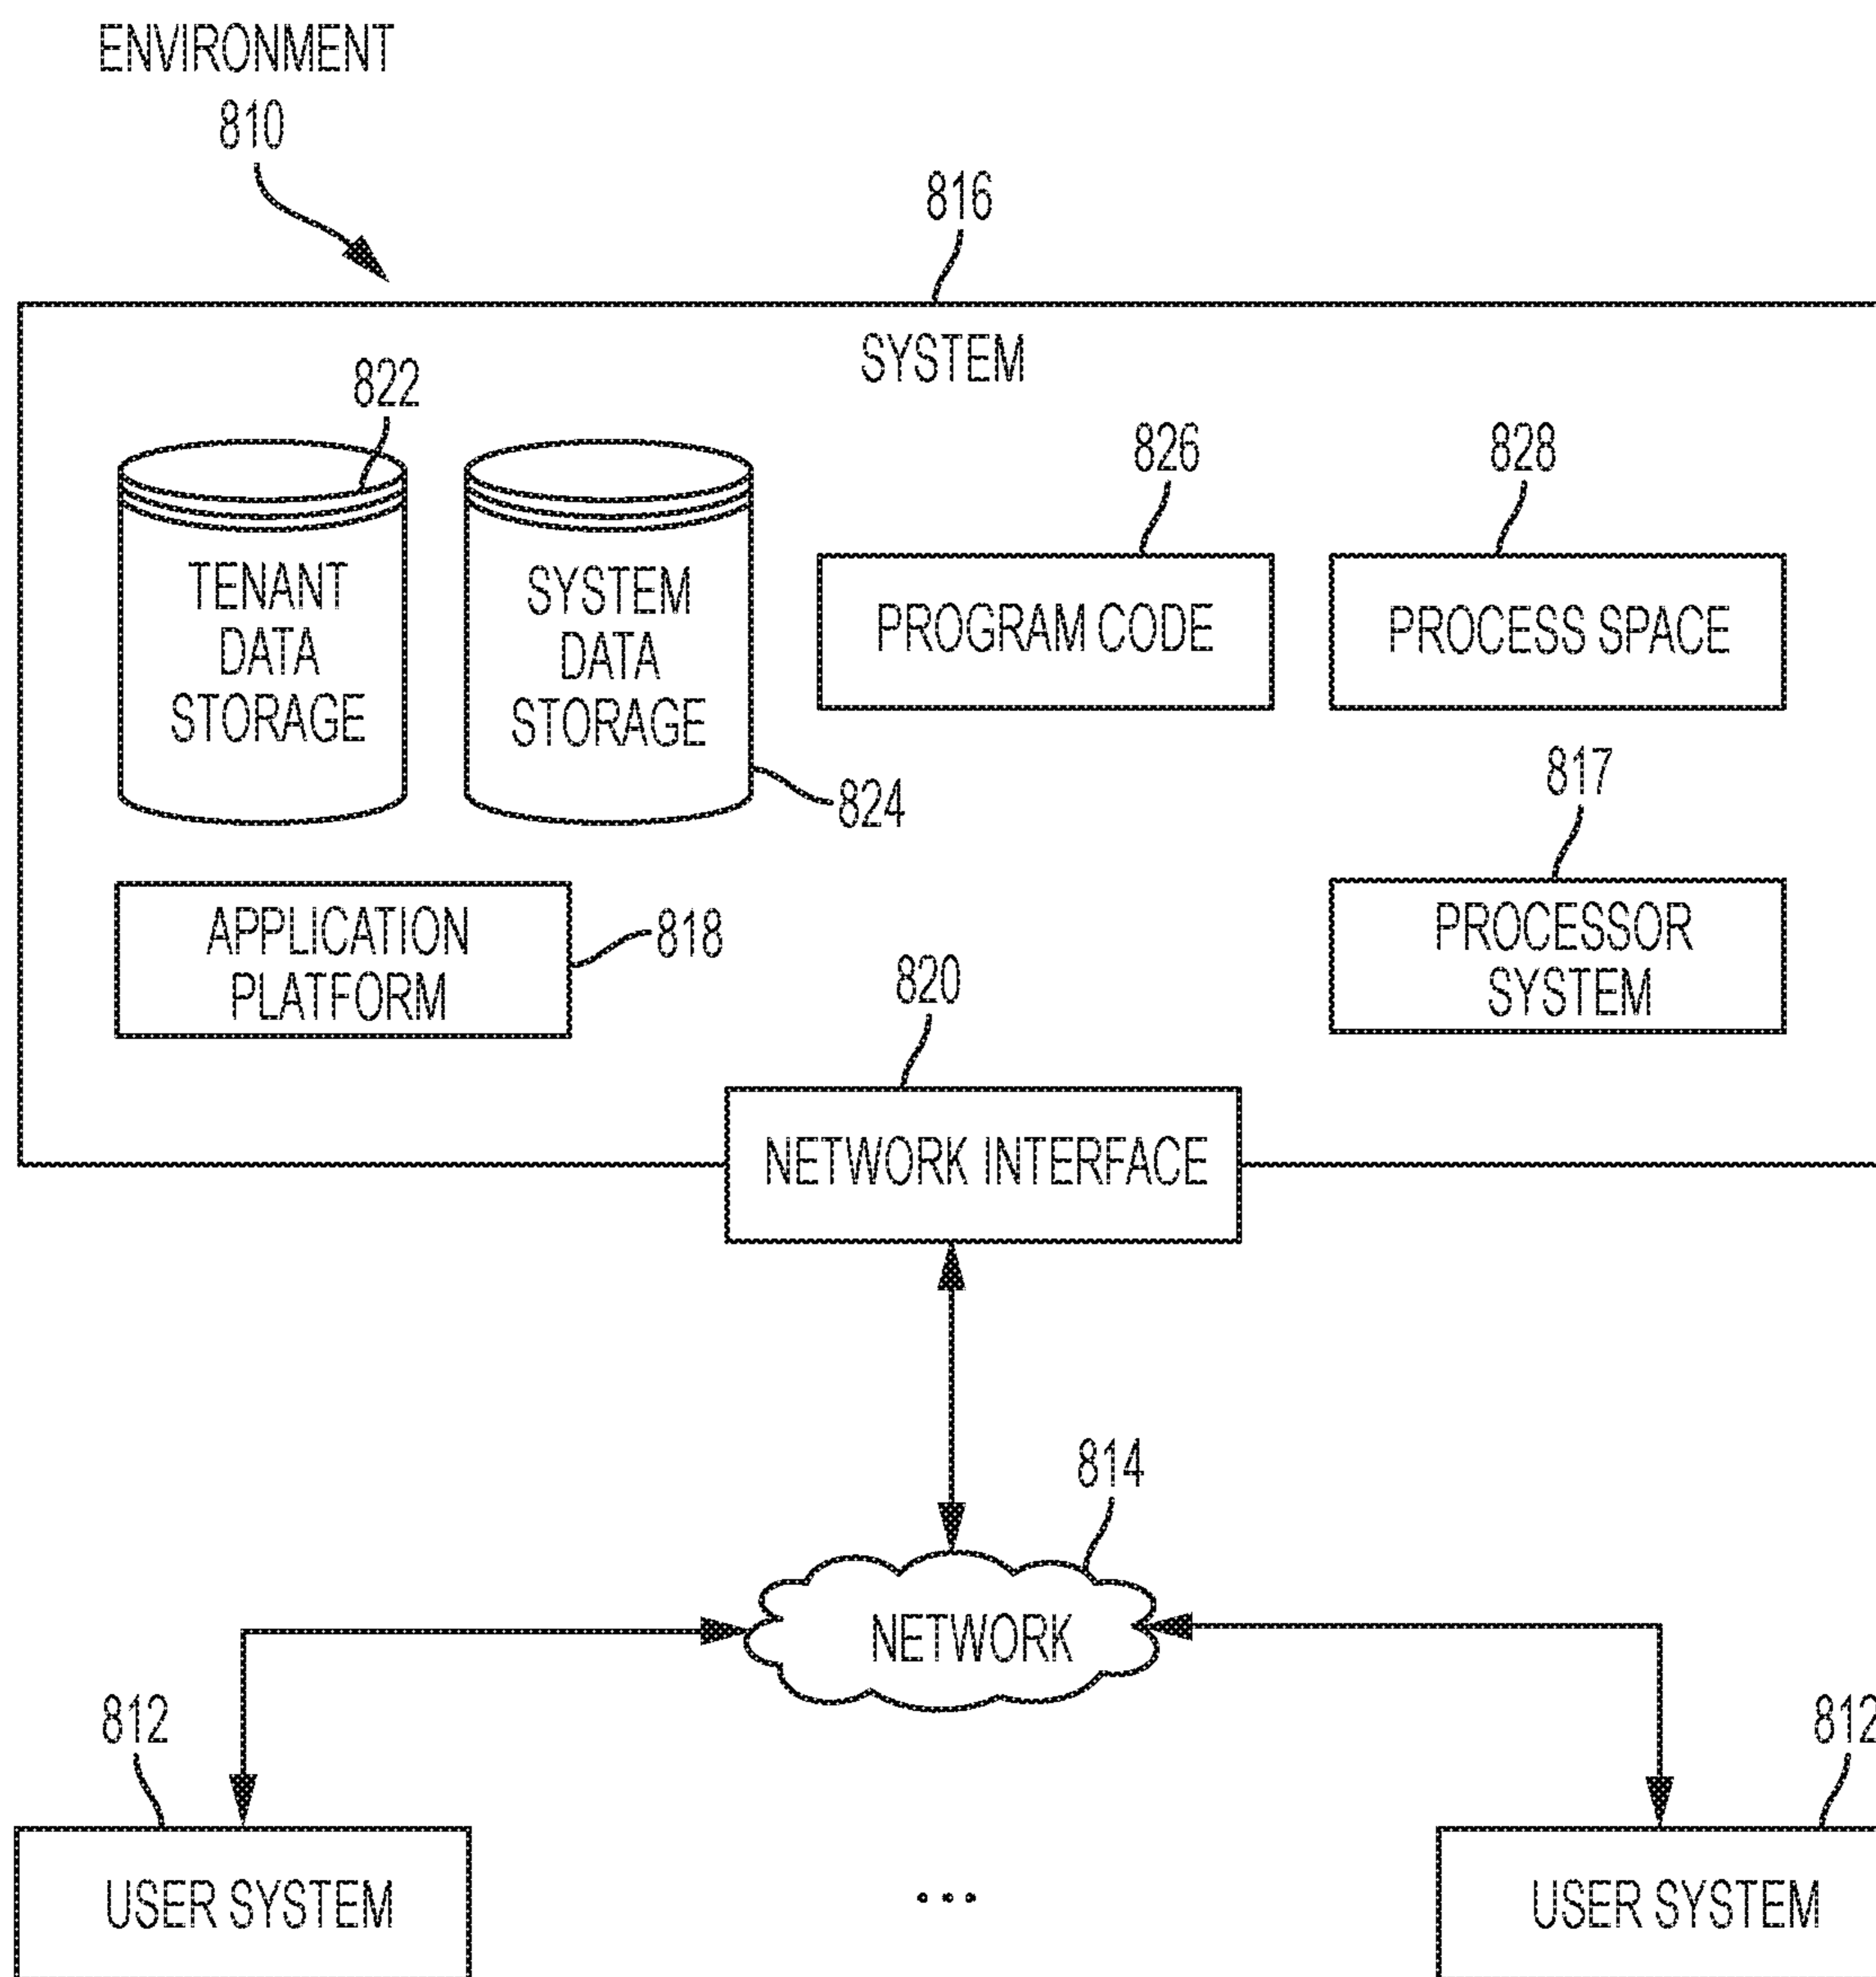 ENVIRONMENT
810
816
SYSTEM
822
826
828
TENANT
DATA
STORAGE
SYSTEM
DATA
STORAGE
PROGRAM CODE
PROCESS SPACE
824
817
APPLICATION
PLATFORM
818
PROCESSOR
SYSTEM
820
NETWORK INTERFACE
814
NETWORK
812
812
USER SYSTEM
...
USER SYSTEM